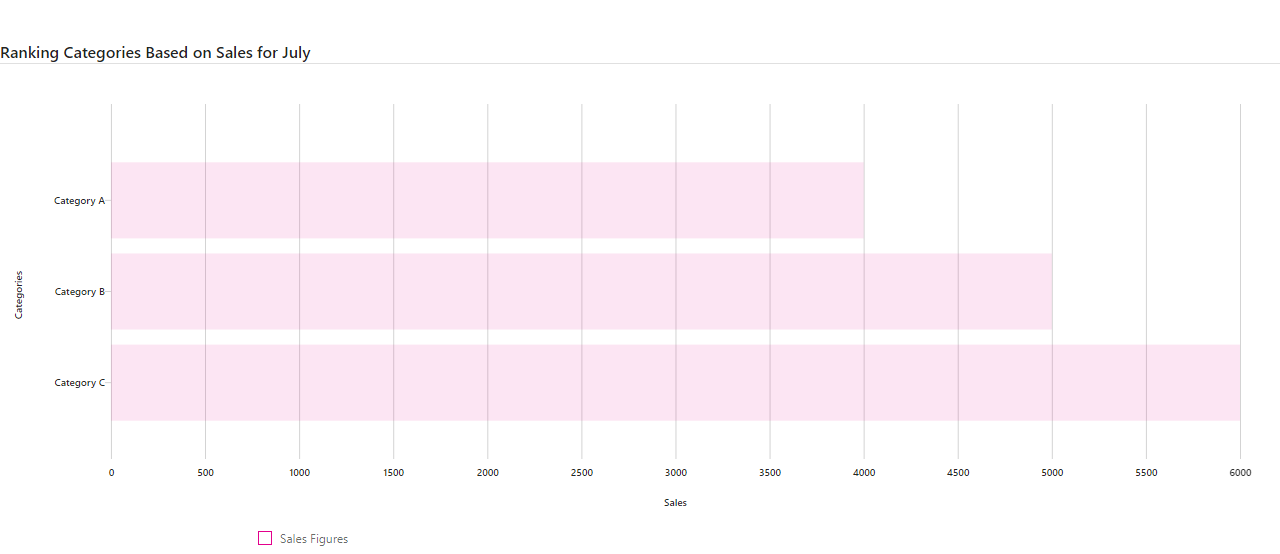 Ranking Categories Based on Sales for July
Categories
Category A
Category B
Category C
0 500 1000 1500 2000 2500 3000 3500 4000 4500 5000 5500 6000
Sales
Sales Figures